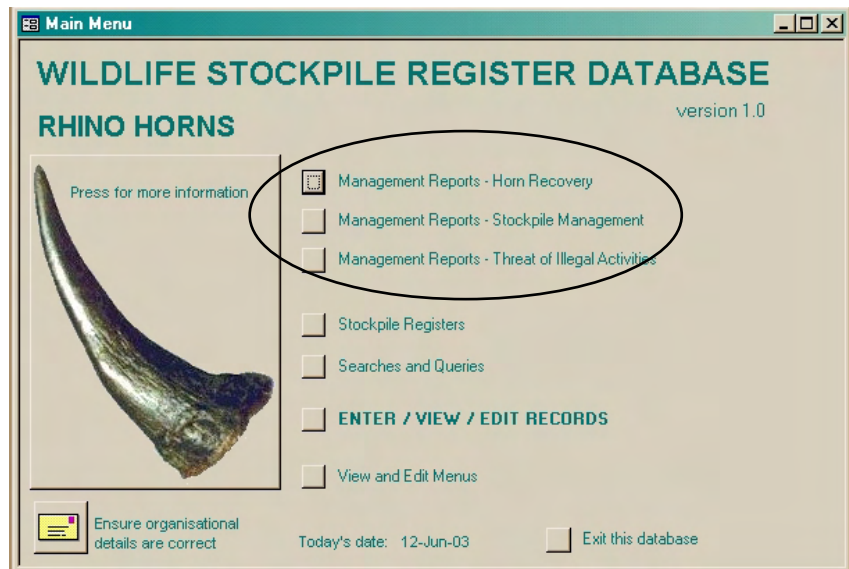 Main Menu
WILDLIFE STOCKPILE REGISTER DATABASE
version 1.0
RHINO HORNS
Press for more information
Management Reports - Horn Recovery
Management Reports - Stockpile Management
Management Reports - Threat of Illegal Activities
Stockpile Registers
Searches and Queries
ENTER / VIEW / EDIT RECORDS
View and Edit Menus
Ensure organisational
details are correct
Today's date: 12-Jun-03
Exit this database